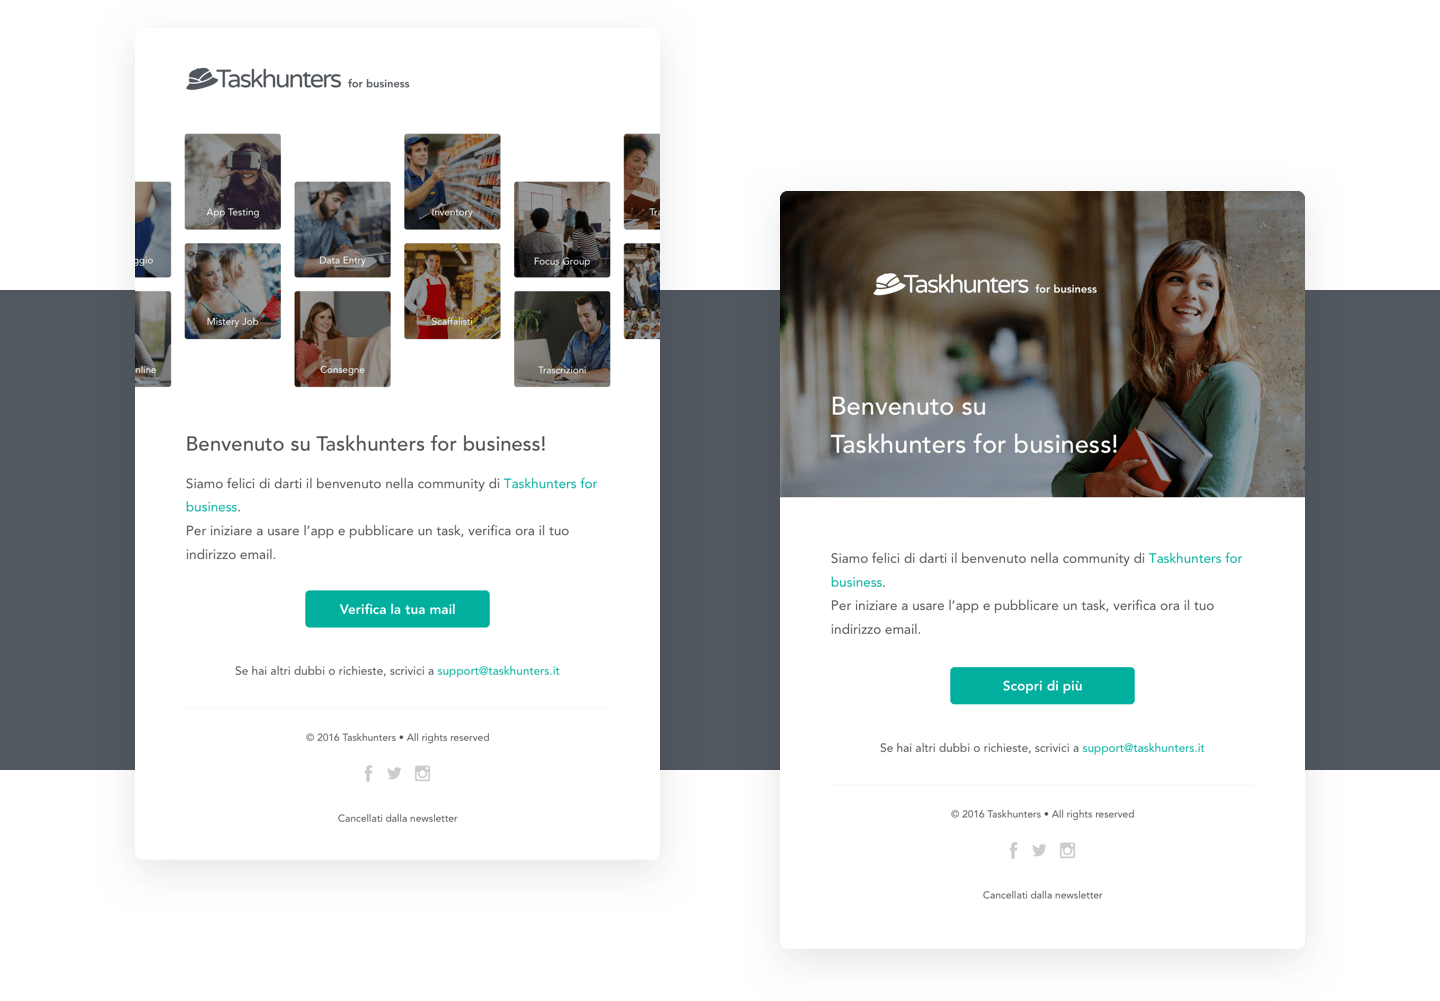 Taskhunters for business
App Testing
Inventory
Tra
ggio
Data Entry
Focus Group
Mistery Job
Scaffalisti
nline
Consegne
Trascrizioni
Benvenuto su Taskhunters for business!
Siamo felici di darti il benvenuto nella community di Taskhunters for
business.
Per iniziare a usare l’app e pubblicare un task, verifica ora il tuo
indirizzo email.
Verifica la tua mail
Se hai altri dubbi o richieste, scrivici a support@taskhunters.it
© 2016 Taskhunters • All rights reserved
Cancellati dalla newsletter
Taskhunters for business
Benvenuto su
Taskhunters for business!
Siamo felici di darti il benvenuto nella community di Taskhunters for
business.
Per iniziare a usare l’app e pubblicare un task, verifica ora il tuo
indirizzo email.
Scopri di più
Se hai altri dubbi o richieste, scrivici a support@taskhunters.it
© 2016 Taskhunters • All rights reserved
Cancellati dalla newsletter